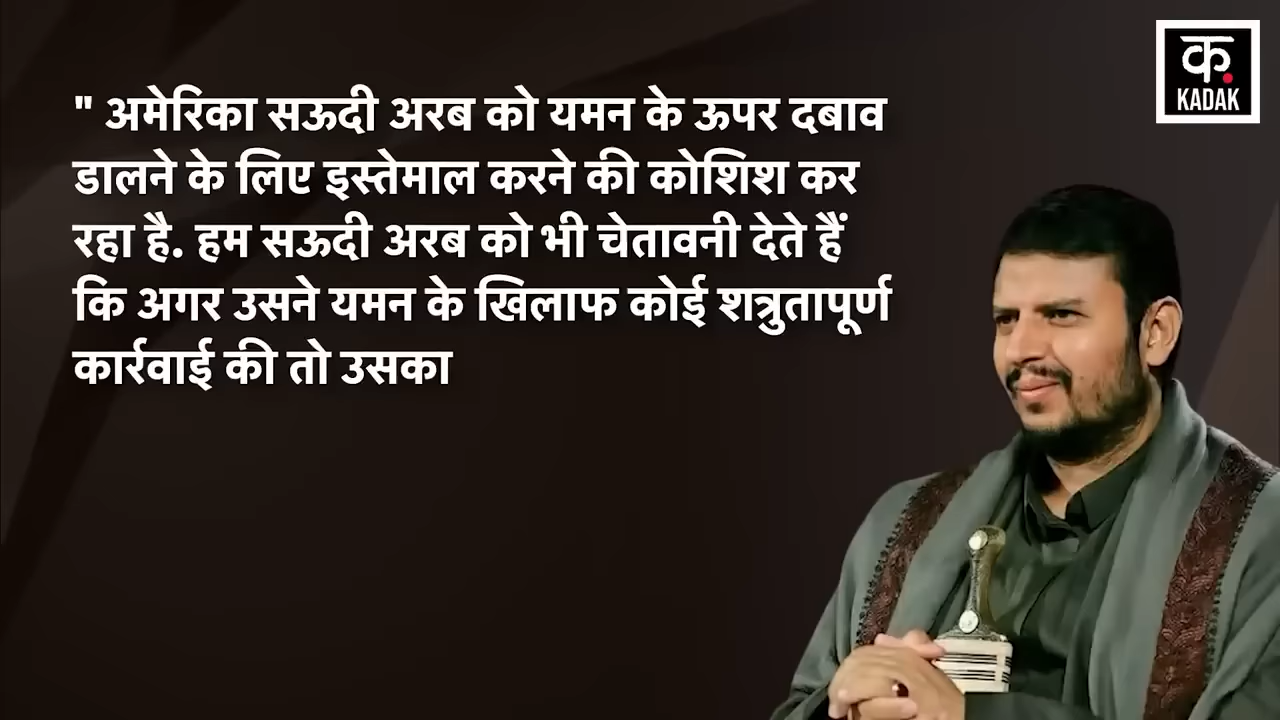 " अमेरिका सऊदी अरब को यमन के ऊपर दबाव
डालने के लिए इस्तेमाल करने की कोशिश कर
रहा है. हम सऊदी अरब को भी चेतावनी देते हैं
कि अगर उसने यमन के खिलाफ कोई शत्रुतापूर्ण
कार्रवाई की तो उसका
क.
KADAK